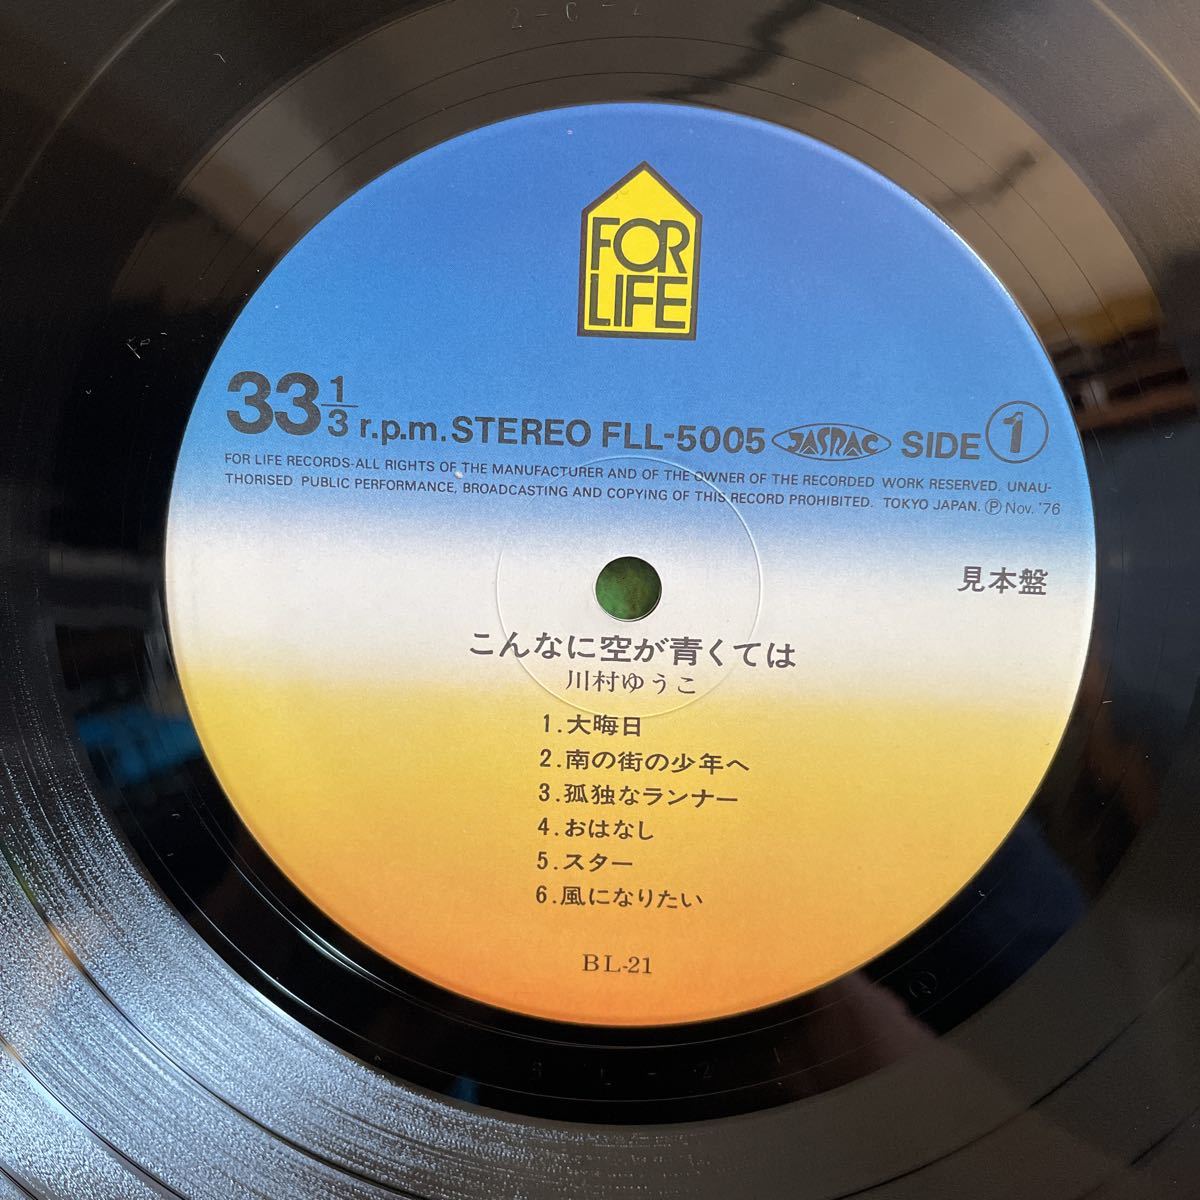 FOR
LIFE
33 1/3 r.p.m. STEREO FLL-5005 JASRAC SIDE 1
FOR LIFE RECORDS-ALL RIGHTS OF THE MANUFACTURER AND OF THE OWNER OF THE RECORDED WORK RESERVED. UNAU-
THORISED PUBLIC PERFORMANCE, BROADCASTING AND COPYING OF THIS RECORD PROHIBITED. TOKYO JAPAN. Ⓟ Nov. '76
見本盤
こんなに空が青くては
川村ゆうこ
1.大晦日
2.南の街の少年へ
3.孤独なランナー
4.おはなし
5.スター
6.風になりたい
BL-21